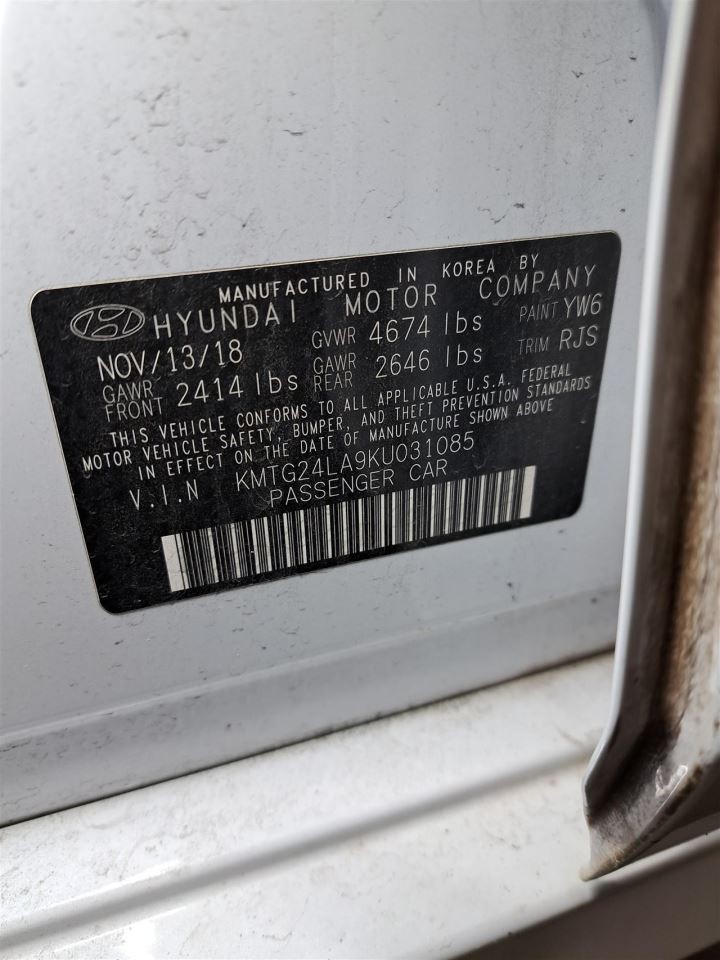 MANUFACTURED IN KOREA BY
HYUNDAI MOTOR COMPANY
NOV/13/18 GVWR 4674 lbs PAINT YW6
GAWR FRONT 2414 lbs GAWR REAR 2646 lbs TRIM RJS
THIS VEHICLE CONFORMS TO ALL APPLICABLE U.S.A. FEDERAL
MOTOR VEHICLE SAFETY, BUMPER, AND THEFT PREVENTION STANDARDS
IN EFFECT ON THE DATE OF MANUFACTURE SHOWN ABOVE
V.I.N KMTG24LA9KU031085
PASSENGER CAR